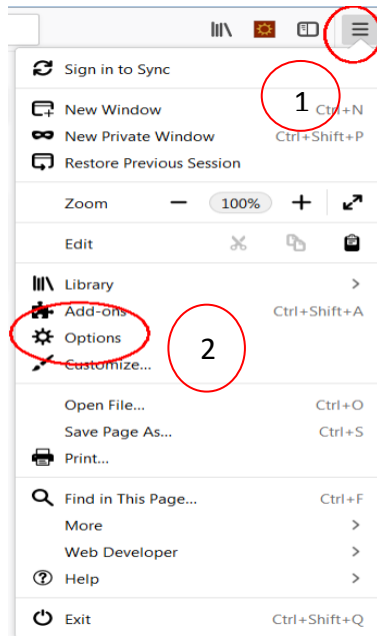 Sign in to Sync
1
New Window Ctrl+N
New Private Window Ctrl+Shift+P
Restore Previous Session
Zoom 100%
Edit
Library
Add-ons Ctrl+Shift+A
Options
2
Customize...
Open File... Ctrl+O
Save Page As... Ctrl+S
Print...
Find in This Page... Ctrl+F
More
Web Developer
Help
Exit Ctrl+Shift+Q